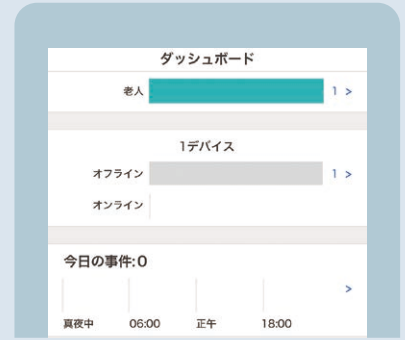 ダッシュボード
老人 1 >
1デバイス
オフライン 1 >
オンライン
今日の事件:0
>
真夜中 06:00 正午 18:00